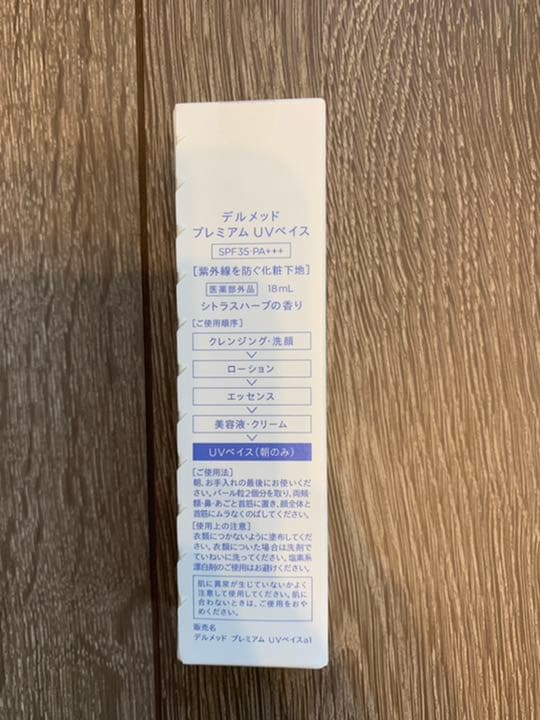 デルメッド
プレミアム UVベイス
SPF35・PA+++
[紫外線を防ぐ化粧下地]
医薬部外品 18mL
シトラスハーブの香り
[ご使用順序]
クレンジング・洗顔
ローション
エッセンス
美容液・クリーム
UVベイス(朝のみ)
[ご使用法]
朝、お手入れの最後にお使いくだ
さい。パール粒2個分を取り、両頬・
額・鼻・あごと首筋に置き、顔全体と
首筋にムラなくのばしてください。
[使用上の注意]
衣類につかないように塗布してくだ
さい。衣類についた場合は洗剤で
ていねいに洗ってください。塩素系
漂白剤のご使用はお避けください。
肌に異常が生じていないかよく
注意して使用してください。肌に
合わないときは、ご使用をおや
めください。
販売名
デルメッド プレミアム UVベイスa1